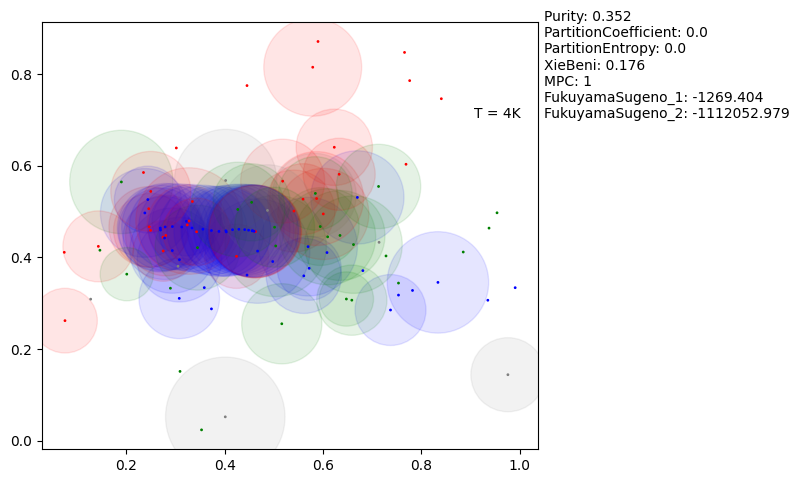 Purity: 0.352
PartitionCoefficient: 0.0
PartitionEntropy: 0.0
XieBeni: 0.176
MPC: 1
FukuyamaSugeno_1: -1269.404
FukuyamaSugeno_2: -1112052.979
T = 4K
0.8
0.6
0.4
0.2
0.0
0.2 0.4 0.6 0.8 1.0